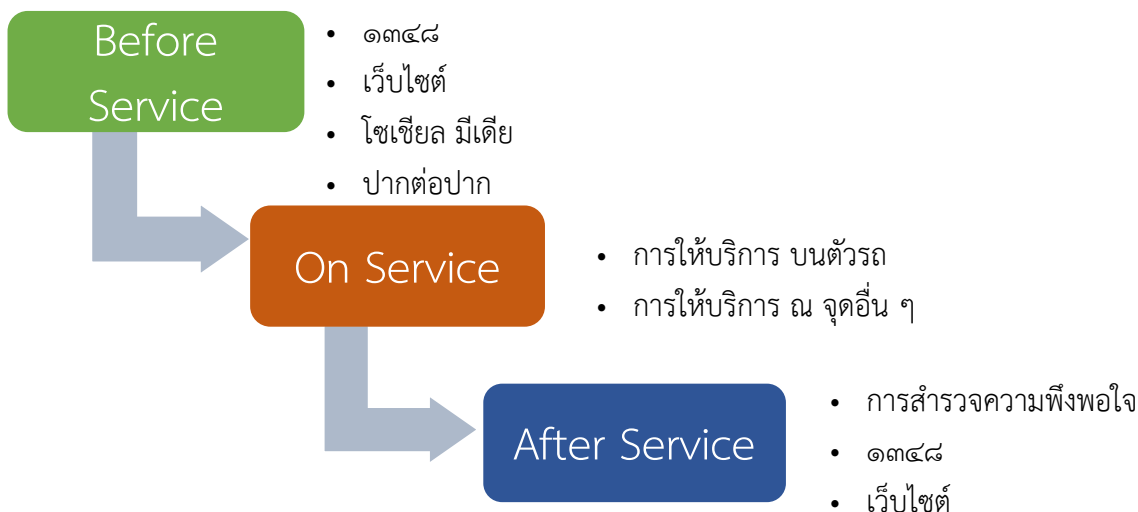 Before
Service
• ๑๓๔๘
• เว็บไซต์
• โซเชียล มีเดีย
• ปากต่อปาก
On Service
• การให้บริการ บนตัวรถ
• การให้บริการ ณ จุดอื่น ๆ
After Service
• การสำรวจความพึงพอใจ
• ๑๓๔๘
• เว็บไซต์